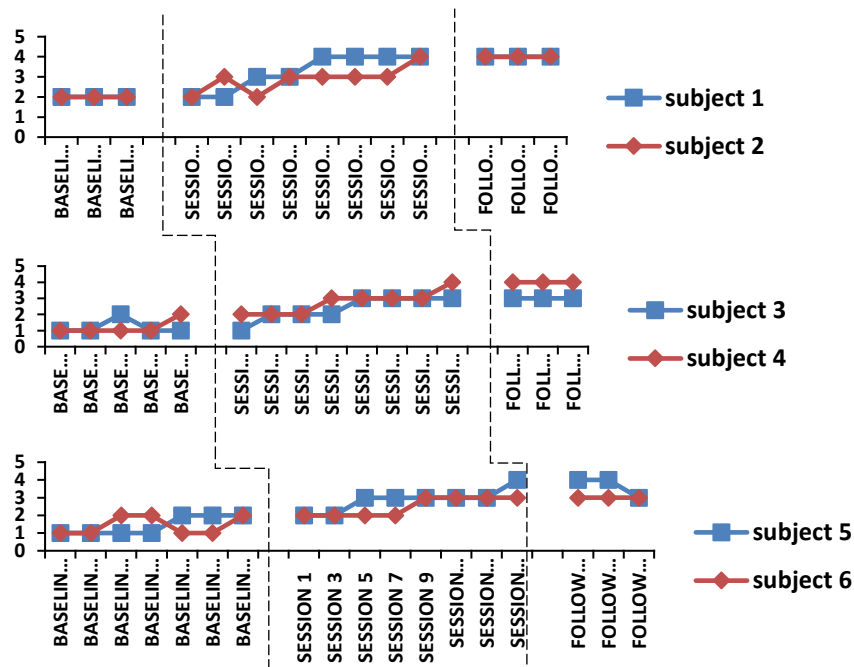 5
4
3
2
1
0
BASELI...
BASELI...
BASELI...
SESSIO...
SESSIO...
SESSIO...
SESSIO...
SESSIO...
SESSIO...
SESSIO...
SESSIO...
FOLLO...
FOLLO...
FOLLO...
subject 1
subject 2
5
4
3
2
1
0
BASE...
BASE...
BASE...
BASE...
BASE...
SESSI...
SESSI...
SESSI...
SESSI...
SESSI...
SESSI...
SESSI...
SESSI...
FOLL...
FOLL...
FOLL...
subject 3
subject 4
5
4
3
2
1
0
BASELIN...
BASELIN...
BASELIN...
BASELIN...
BASELIN...
BASELIN...
BASELIN...
SESSION 1
SESSION 3
SESSION 5
SESSION 7
SESSION 9
SESSION...
SESSION...
SESSION...
FOLLOW...
FOLLOW...
FOLLOW...
subject 5
subject 6